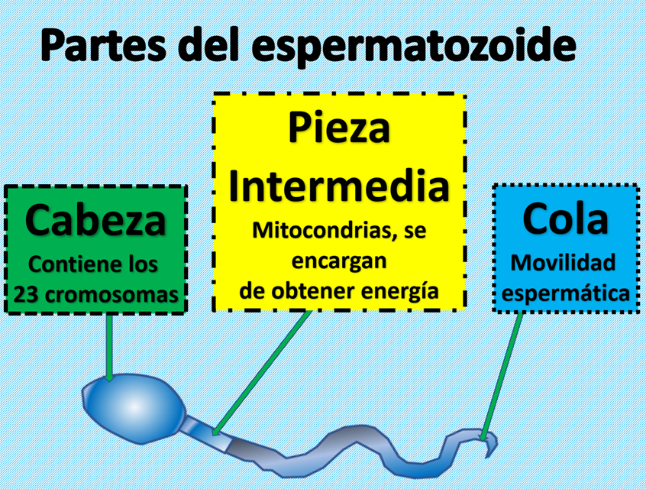 Partes del espermatozoide
Pieza
Intermedia
Mitocondrias, se
encargan
de obtener energía
Cabeza
Contiene los
23 cromosomas
Cola
Movilidad
espermática